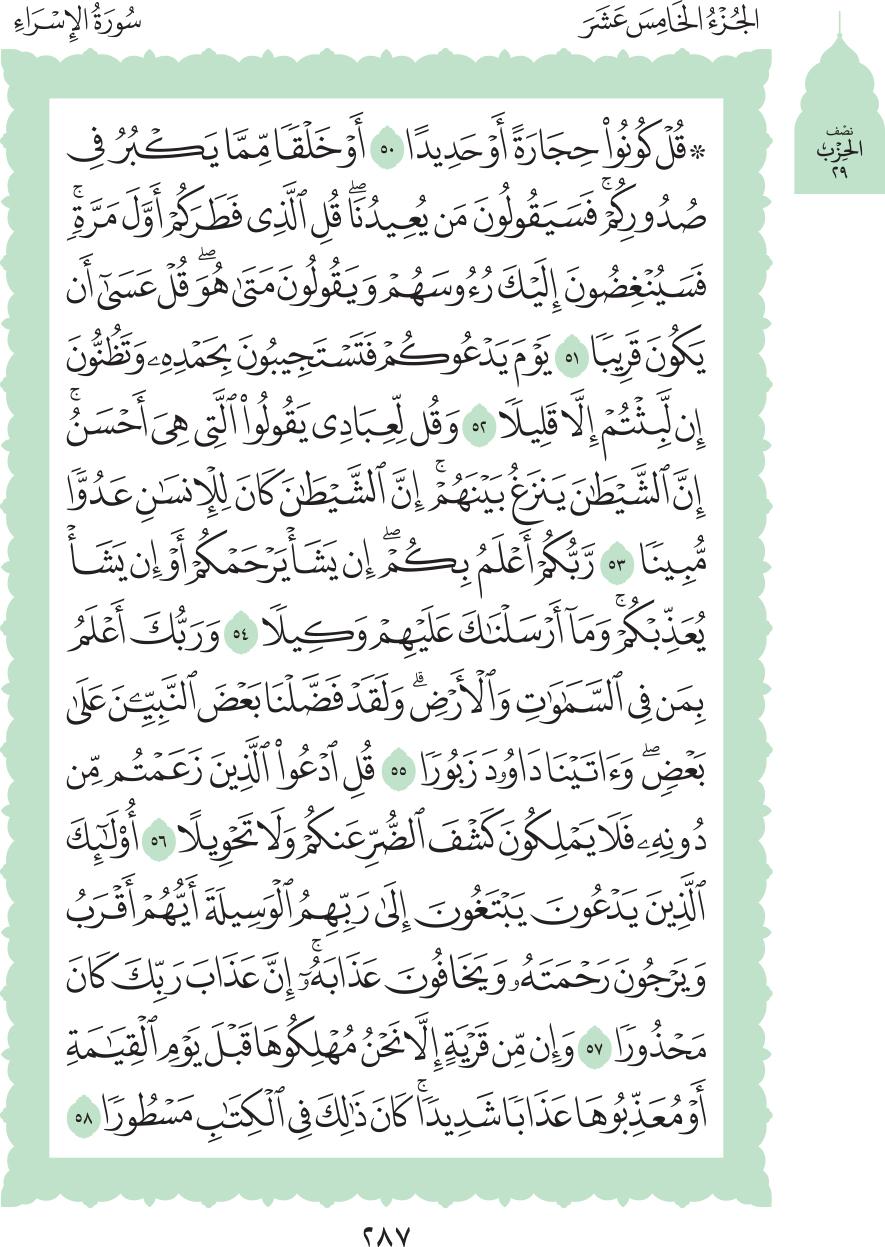 سُورَةُ الإِسْرَاءِ
الجُزْءُ الخَامِسَ عَشَرَ
نصف
الحِزْب
٢٩
* قُلۡ كُونُواْ حِجَارَةً أَوۡ حَدِيدًا ٥٠ أَوۡ خَلۡقٗا مِّمَّا يَكۡبُرُ فِي
صُدُورِكُمۡۚ فَسَيَقُولُونَ مَن يُعِيدُنَاۖ قُلِ ٱلَّذِي فَطَرَكُمۡ أَوَّلَ مَرَّةٖۚ
فَسَيُنۡغِضُونَ إِلَيۡكَ رُءُوسَهُمۡ وَيَقُولُونَ مَتَىٰ هُوَۖ قُلۡ عَسَىٰٓ أَن
يَكُونَ قَرِيبٗا ٥١ يَوۡمَ يَدۡعُوكُمۡ فَتَسۡتَجِيبُونَ بِحَمۡدِهِۦ وَتَظُنُّونَ
إِن لَّبِثۡتُمۡ إِلَّا قَلِيلٗا ٥٢ وَقُل لِّعِبَادِي يَقُولُواْ ٱلَّتِي هِيَ أَحۡسَنُۚ
إِنَّ ٱلشَّيۡطَٰنَ يَنزَغُ بَيۡنَهُمۡۚ إِنَّ ٱلشَّيۡطَٰنَ كَانَ لِلۡإِنسَٰنِ عَدُوّٗا
مُّبِينٗا ٥٣ رَّبُّكُمۡ أَعۡلَمُ بِكُمۡۖ إِن يَشَأۡ يَرۡحَمۡكُمۡ أَوۡ إِن يَشَأۡ
يُعَذِّبۡكُمۡۚ وَمَآ أَرۡسَلۡنَٰكَ عَلَيۡهِمۡ وَكِيلٗا ٥٤ وَرَبُّكَ أَعۡلَمُ
بِمَن فِي ٱلسَّمَٰوَٰتِ وَٱلۡأَرۡضِۗ وَلَقَدۡ فَضَّلۡنَا بَعۡضَ ٱلنَّبِيِّـۧنَ عَلَىٰ
بَعۡضٖۖ وَءَاتَيۡنَا دَاوُۥدَ زَبُورٗا ٥٥ قُلِ ٱدۡعُواْ ٱلَّذِينَ زَعَمۡتُم مِّن
دُونِهِۦ فَلَا يَمۡلِكُونَ كَشۡفَ ٱلضُّرِّ عَنكُمۡ وَلَا تَحۡوِيلًا ٥٦ أُوْلَٰٓئِكَ
ٱلَّذِينَ يَدۡعُونَ يَبۡتَغُونَ إِلَىٰ رَبِّهِمُ ٱلۡوَسِيلَةَ أَيُّهُمۡ أَقۡرَبُ
وَيَرۡجُونَ رَحۡمَتَهُۥ وَيَخَافُونَ عَذَابَهُۥٓۚ إِنَّ عَذَابَ رَبِّكَ كَانَ
مَحۡذُورٗا ٥٧ وَإِن مِّن قَرۡيَةٍ إِلَّا نَحۡنُ مُهۡلِكُوهَا قَبۡلَ يَوۡمِ ٱلۡقِيَٰمَةِ
أَوۡ مُعَذِّبُوهَا عَذَابٗا شَدِيدٗاۚ كَانَ ذَٰلِكَ فِي ٱلۡكِتَٰبِ مَسۡطُورٗا ٥٨
٢٨٧